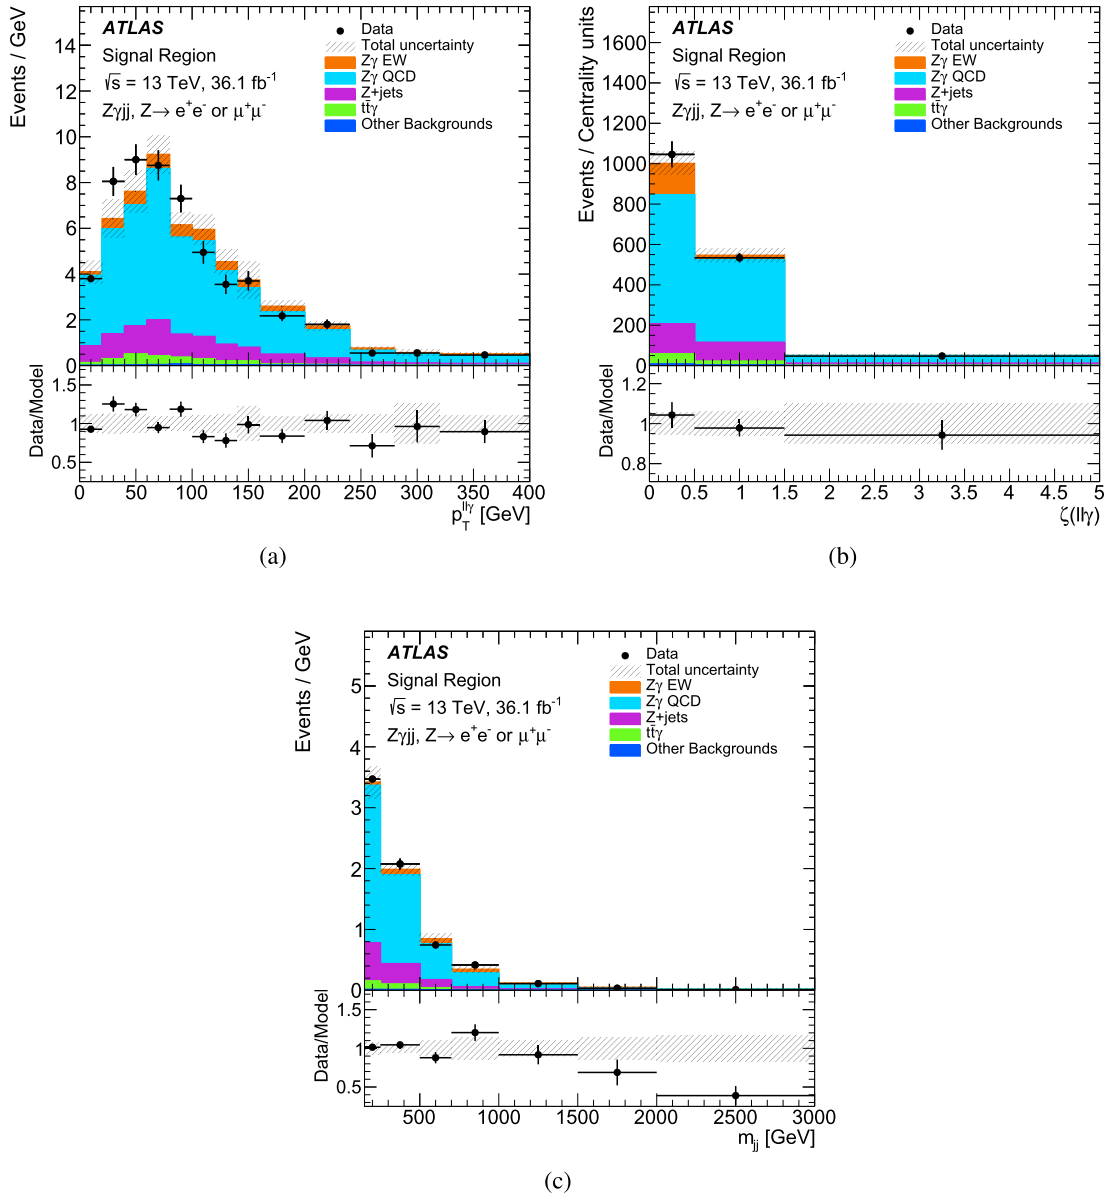 Events / GeV
ATLAS
Signal Region
√s = 13 TeV, 36.1 fb⁻¹
Zγjj, Z→ e⁺e⁻ or μ⁺μ⁻
Data
Total uncertainty
Zγ EW
Zγ QCD
Z+jets
tt̄γ
Other Backgrounds
14
12
10
8
6
4
2
0
Data/Model
1.5
1
0.5
0 50 100 150 200 250 300 350 400
p_T^{llγ} [GeV]
(a)
Events / Centrality units
ATLAS
Signal Region
√s = 13 TeV, 36.1 fb⁻¹
Zγjj, Z→ e⁺e⁻ or μ⁺μ⁻
Data
Total uncertainty
Zγ EW
Zγ QCD
Z+jets
tt̄γ
Other Backgrounds
1600
1400
1200
1000
800
600
400
200
0
Data/Model
1.2
1
0.8
0 0.5 1 1.5 2 2.5 3 3.5 4 4.5 5
ζ(llγ)
(b)
Events / GeV
ATLAS
Signal Region
√s = 13 TeV, 36.1 fb⁻¹
Zγjj, Z→ e⁺e⁻ or μ⁺μ⁻
Data
Total uncertainty
Zγ EW
Zγ QCD
Z+jets
tt̄γ
Other Backgrounds
5
4
3
2
1
0
Data/Model
1.5
1
0.5
500 1000 1500 2000 2500 3000
m_jj [GeV]
(c)